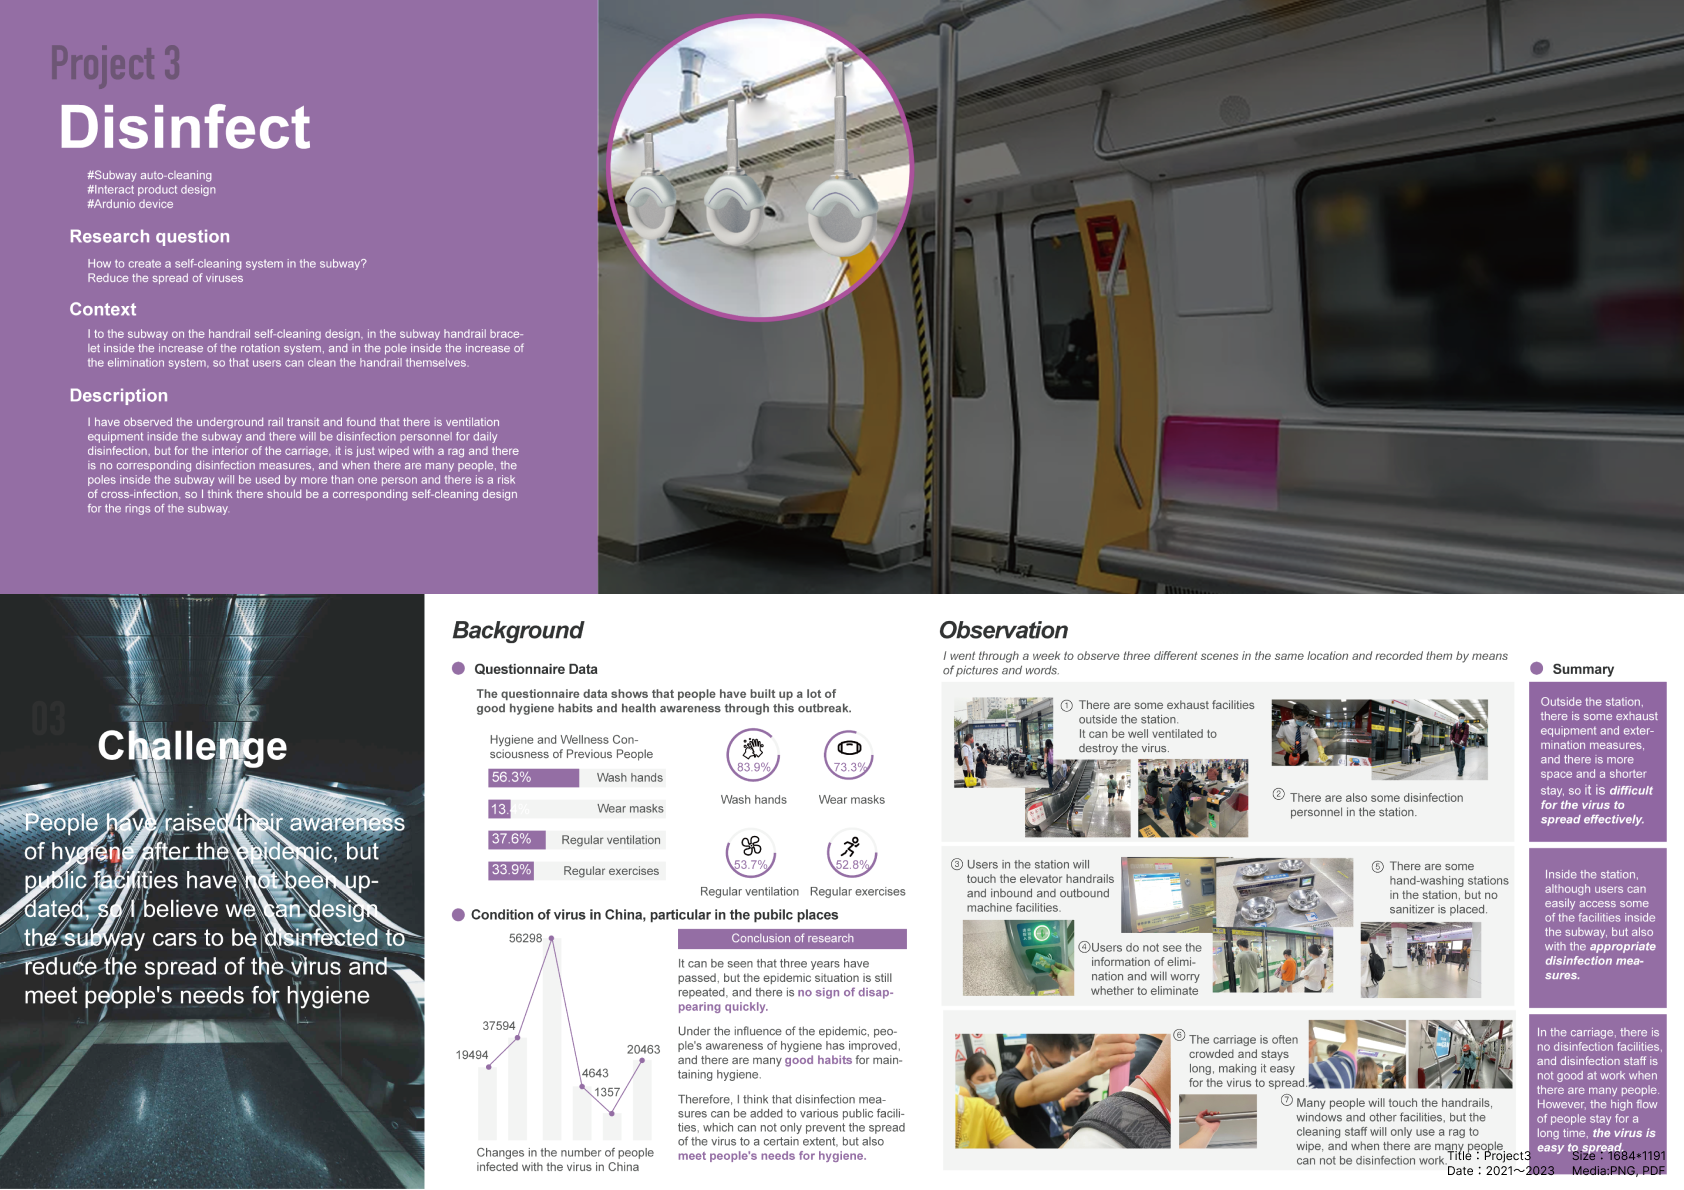 Project 3
Disinfect
#Subway auto-cleaning
#Interact product design
#Ardunio device
Research question
How to create a self-cleaning system in the subway?
Reduce the spread of viruses
Context
I to the subway on the handrail self-cleaning design, in the subway handrail brace-
let inside the increase of the rotation system, and in the pole inside the increase of
the elimination system, so that users can clean the handrail themselves.
Description
I have observed the underground rail transit and found that there is ventilation
equipment inside the subway and there will be disinfection personnel for daily
disinfection, but for the interior of the carriage, it is just wiped with a rag and there
is no corresponding disinfection measures, and when there are many people, the
poles inside the subway will be used by more than one person and there is a risk
of cross-infection, so I think there should be a corresponding self-cleaning design
for the rings of the subway.
03
Challenge
People have raised their awareness
of hygiene after the epidemic, but
public facilities have not been up-
dated, so I believe we can design
the subway cars to be disinfected to
reduce the spread of the virus and
meet people's needs for hygiene
Background
Questionnaire Data
The questionnaire data shows that people have built up a lot of
good hygiene habits and health awareness through this outbreak.
Hygiene and Wellness Con-
sciousness of Previous People
56.3% Wash hands
13.4% Wear masks
37.6% Regular ventilation
33.9% Regular exercises
83.9%
Wash hands
73.3%
Wear masks
53.7%
Regular ventilation
52.8%
Regular exercises
Condition of virus in China, particular in the pubilc places
56298
37594
19494
4643
1357
20463
Changes in the number of people
infected with the virus in China
Conclusion of research
It can be seen that three years have
passed, but the epidemic situation is still
repeated, and there is no sign of disap-
pearing quickly.
Under the influence of the epidemic, peo-
ple's awareness of hygiene has improved,
and there are many good habits for main-
taining hygiene.
Therefore, I think that disinfection mea-
sures can be added to various public facili-
ties, which can not only prevent the spread
of the virus to a certain extent, but also
meet people's needs for hygiene.
Observation
I went through a week to observe three different scenes in the same location and recorded them by means
of pictures and words.
① There are some exhaust facilities
outside the station.
It can be well ventilated to
destroy the virus.
② There are also some disinfection
personnel in the station.
③ Users in the station will
touch the elevator handrails
and inbound and outbound
machine facilities.
④Users do not see the
information of elimi-
nation and will worry
whether to eliminate
⑤ There are some
hand-washing stations
in the station, but no
sanitizer is placed.
⑥ The carriage is often
crowded and stays
long, making it easy
for the virus to spread.
⑦ Many people will touch the handrails,
windows and other facilities, but the
cleaning staff will only use a rag to
wipe, and when there are many people
can not be disinfection work.
Summary
Outside the station,
there is some exhaust
equipment and exter-
mination measures,
and there is more
space and a shorter
stay, so it is difficult
for the virus to
spread effectively.
Inside the station,
although users can
easily access some
of the facilities inside
the subway, but also
with the appropriate
disinfection mea-
sures.
In the carriage, there is
no disinfection facilities,
and disinfection staff is
not good at work when
there are many people.
However, the high flow
of people stay for a
long time, the virus is
easy to spread.
Title：Project3 Size：1684*1191
Date：2021～2023 Media:PNG, PDF